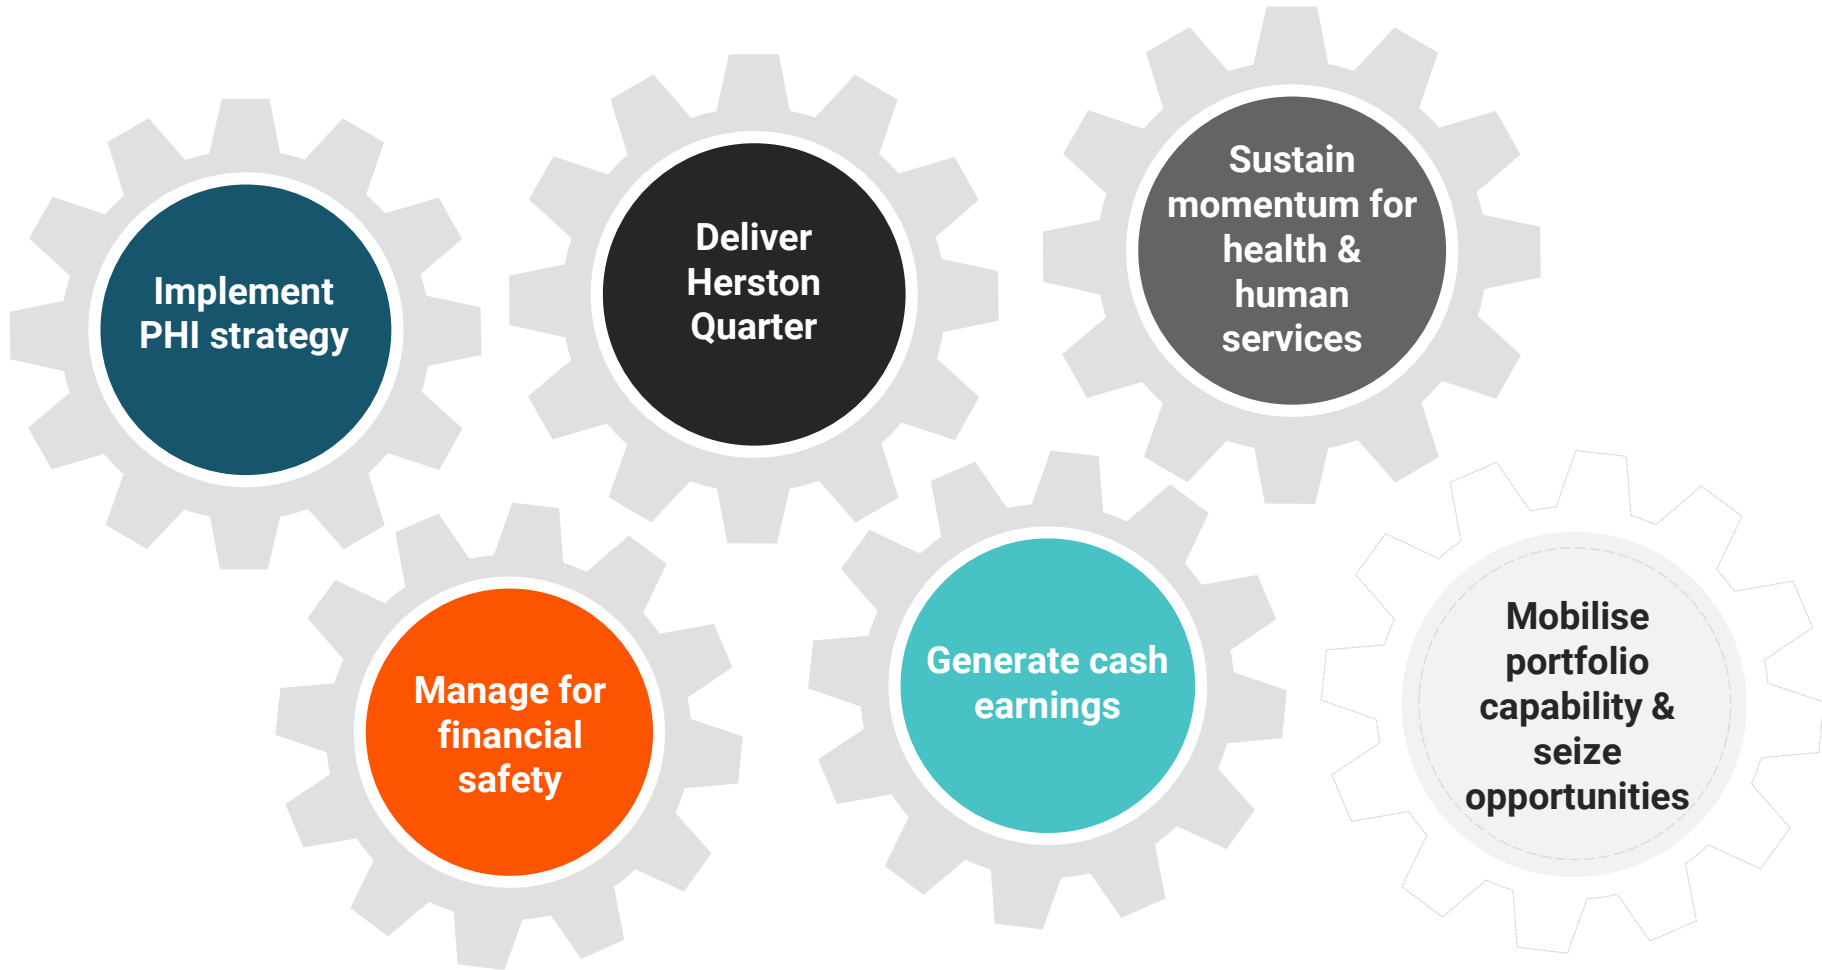 Implement
PHI strategy
Deliver
Herston
Quarter
Sustain
momentum for
health &
human
services
Manage for
financial
safety
Generate cash
earnings
Mobilise
portfolio
capability &
seize
opportunities